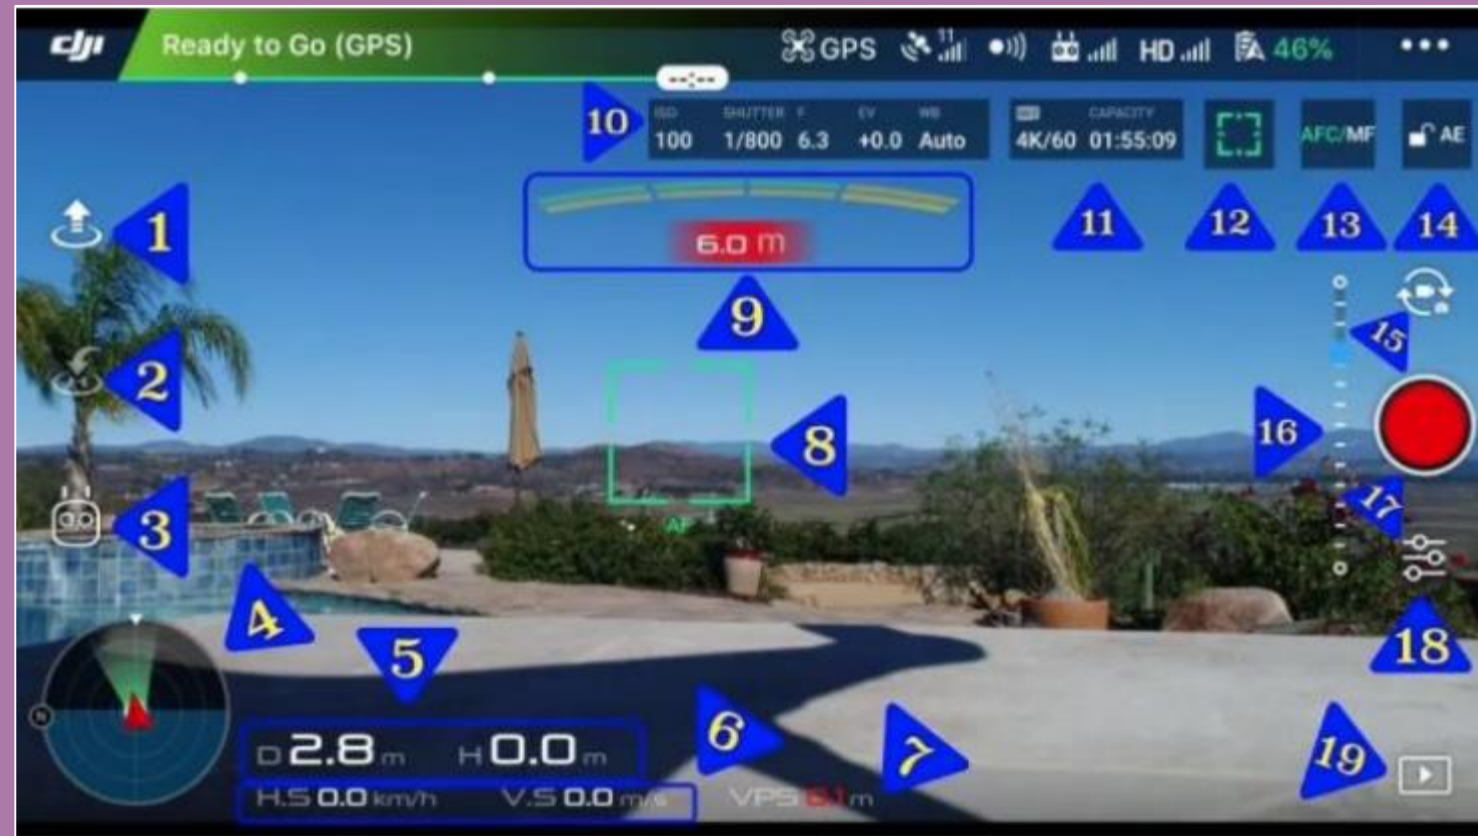 dji Ready to Go (GPS) GPS 11 HD 46%
--:--
10 ISO 100 SHUTTER 1/800 F 6.3 EV +0.0 WB Auto 4K/60 CAPACITY 01:55:09 AFC/MF AE
1 6.0 m 11 12 13 14
9 15
2 8 16
AF
3 17
4 5 18
N
D 2.8 m H 0.0 m 6 7 19
H.S 0.0 km/h V.S 0.0 m/s VPS m